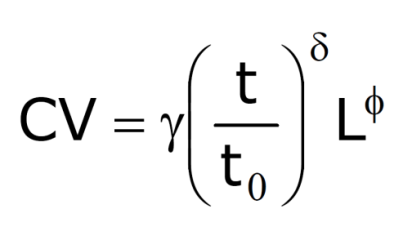 CV = γ(t/t₀)^δ L^ϕ